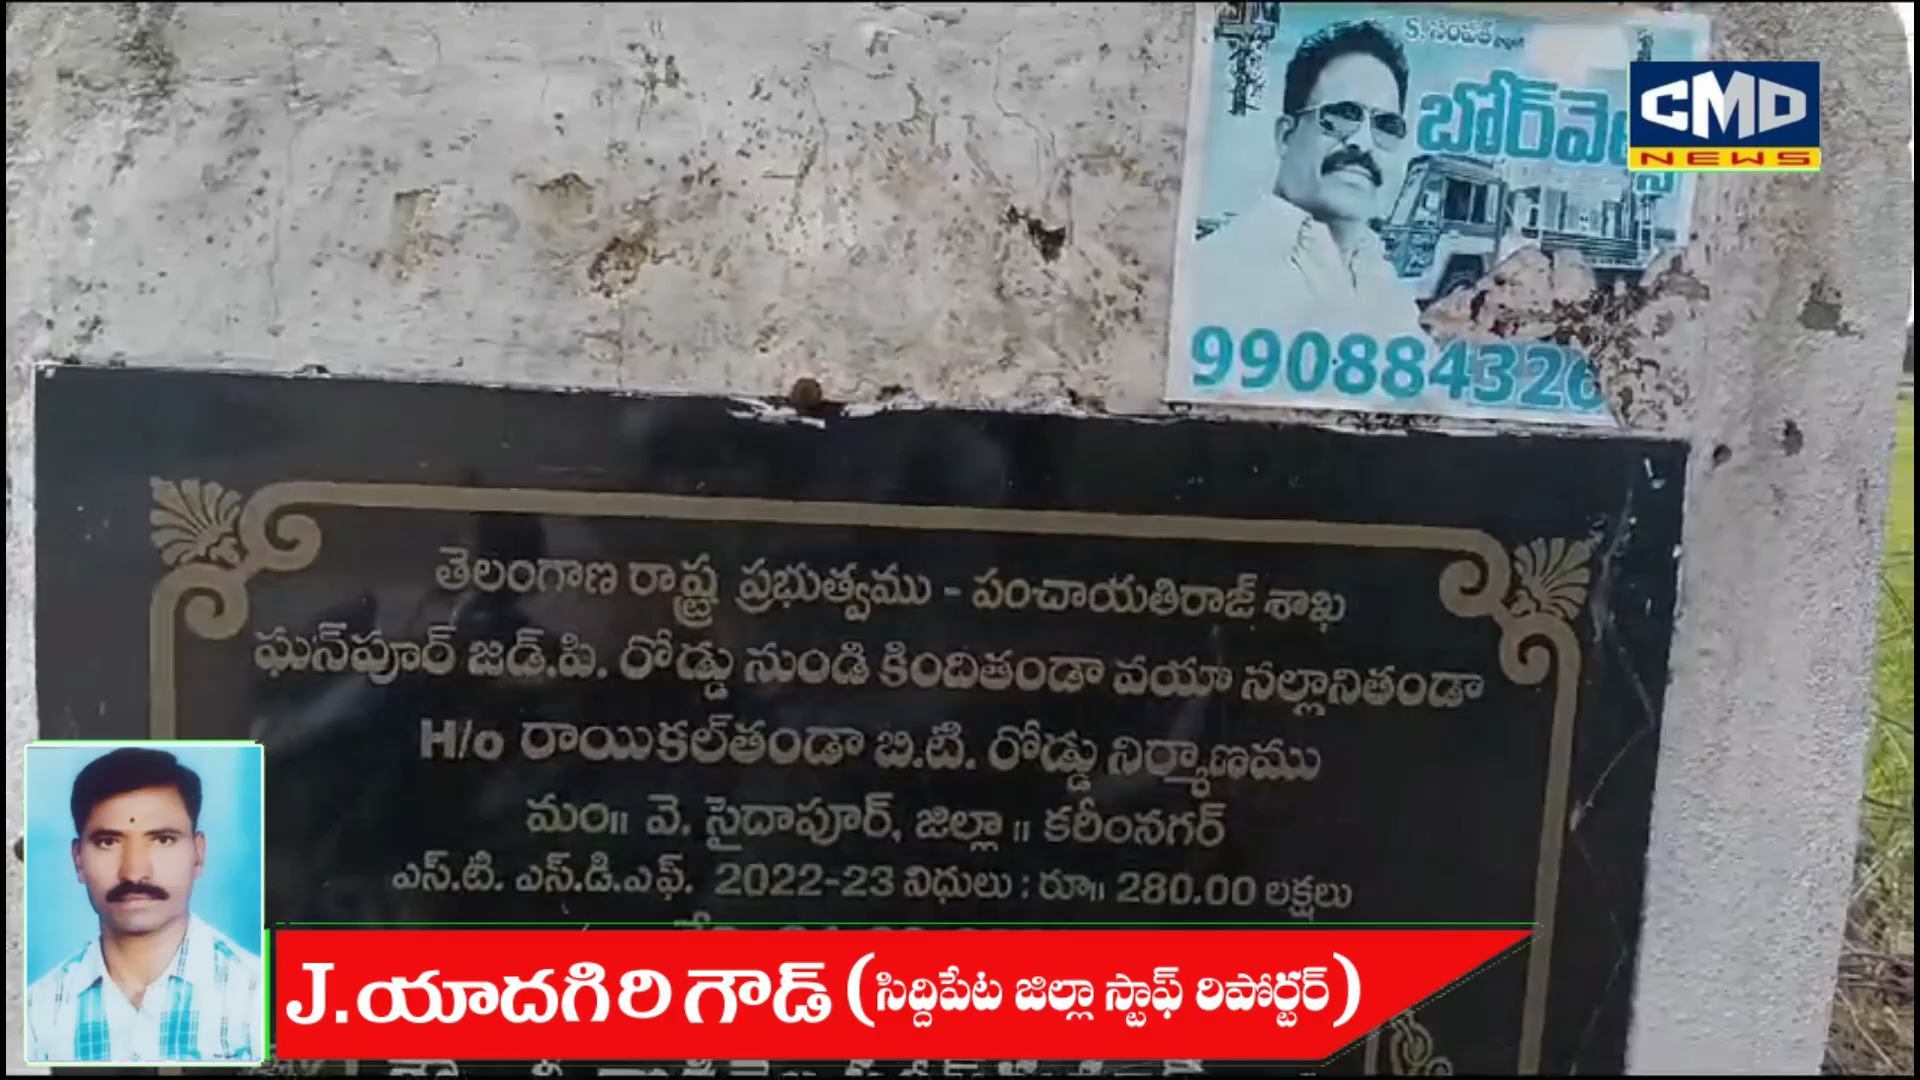 S. సంపత్
బోర్‌వెల్స్
CMD
NEWS
990884326
తెలంగాణ రాష్ట్ర ప్రభుత్వము - పంచాయతిరాజ్ శాఖ
ఘన్‌పూర్ జడ్.పి. రోడ్డు నుండి కిందితండా వయా నల్లానితండా
H/o రాయికల్‌తండా బి.టి. రోడ్డు నిర్మాణము
మం॥ వె. సైదాపూర్, జిల్లా ॥ కరీంనగర్
ఎస్.టి. ఎస్.డి.ఎఫ్. 2022-23 నిధులు : రూ॥ 280.00 లక్షలు
J.యాదగిరి గౌడ్ (సిద్దిపేట జిల్లా స్టాఫ్ రిపోర్టర్)